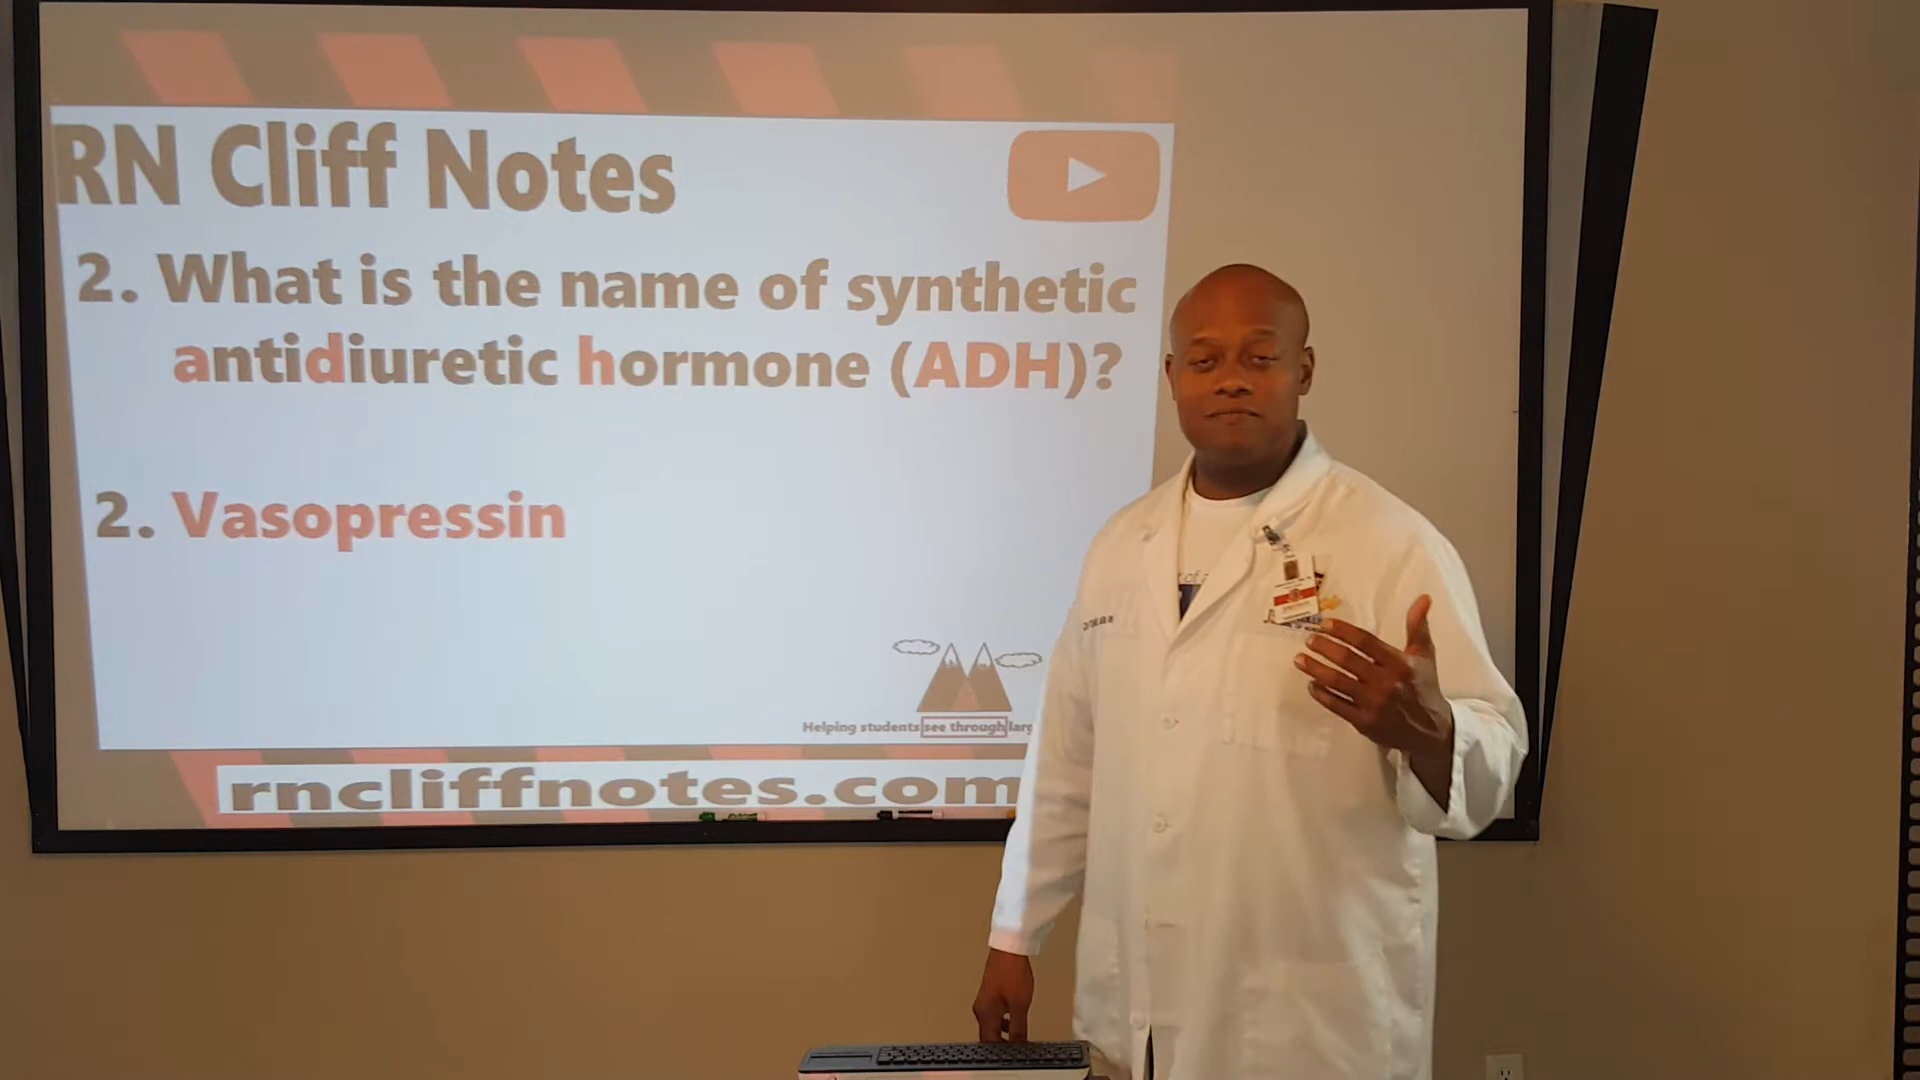 RN Cliff Notes
2. What is the name of synthetic
antidiuretic hormone (ADH)?
2. Vasopressin
Helping students see through
rncliffnotes.com